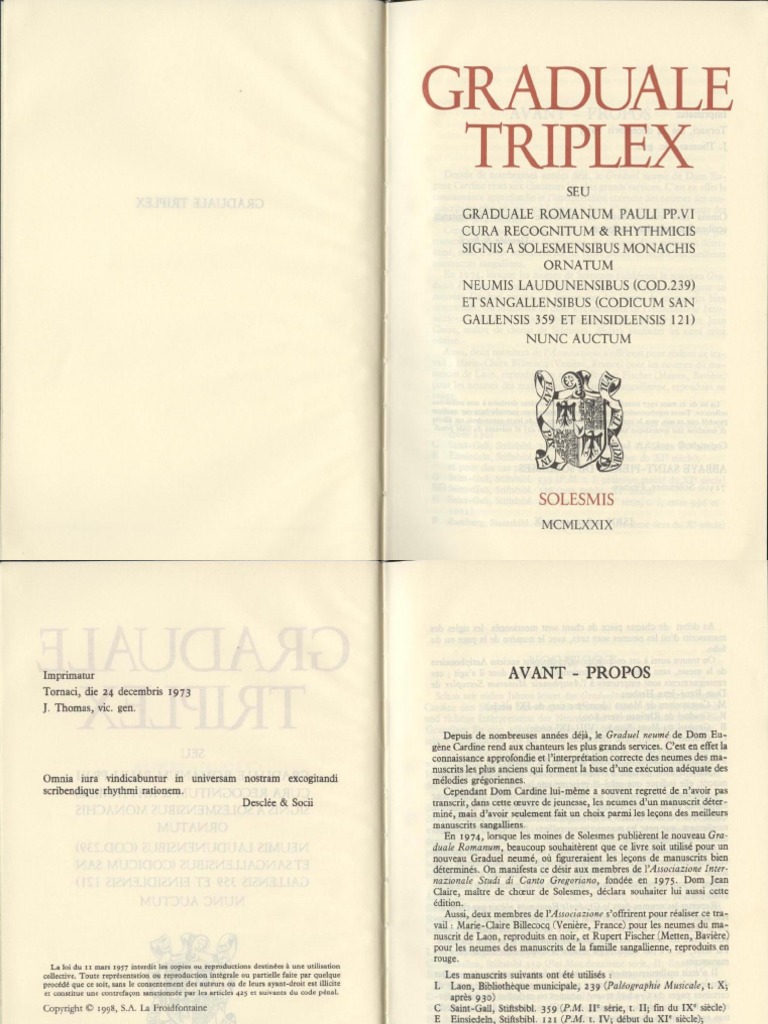 GRADUALE TRIPLEX
GRADUALE
TRIPLEX
SEU
GRADUALE ROMANUM PAULI PP.VI
CURA RECOGNITUM & RHYTHMICIS
SIGNIS A SOLESMENSIBUS MONACHIS
ORNATUM
NEUMIS LAUDUNENSIBUS (COD.239)
ET SANGALLENSIBUS (CODICUM SAN
GALLENSIS 359 ET EINSIDLENSIS 121)
NUNC AUCTUM
SOLESMIS
MCMLXXIX
Imprimatur
Tornaci, die 24 decembris 1973
J. Thomas, vic. gen.
Omnia iura vindicabuntur in universam nostram excogitandi
scribendique rhythmi rationem.
Desclée & Socii
La loi du 11 mars 1957 interdit les copies ou reproductions destinées à une utilisation
collective. Toute représentation ou reproduction intégrale ou partielle faite par quelque
procédé que ce soit, sans le consentement des auteurs ou de leurs ayant-droit est illicite
et constitue une contrefaçon sanctionnée par les articles 425 et suivants du code pénal.
Copyright © 1998, S.A. La Froidfontaine
AVANT - PROPOS
Depuis de nombreuses années déjà, le Graduel neumé de Dom Eu-
gène Cardine rend aux chanteurs les plus grands services. C'est en effet la
connaissance approfondie et l'interprétation correcte des neumes des ma-
nuscrits les plus anciens qui forment la base d'une exécution adéquate des
mélodies grégoriennes.
Cependant Dom Cardine lui-même a souvent regretté de n'avoir pas
transcrit, dans cette œuvre de jeunesse, les neumes d'un manuscrit déter-
miné, mais d'avoir seulement fait un choix parmi les leçons des meilleurs
manuscrits sangalliens.
En 1974, lorsque les moines de Solesmes publièrent le nouveau Gra-
duale Romanum, beaucoup souhaitèrent que ce livre soit utilisé pour un
nouveau Graduel neumé, où figureraient les leçons de manuscrits bien
déterminés. On manifesta ce désir aux membres de l'Associazione Inter-
nazionale Studi di Canto Gregoriano, fondée en 1975. Dom Jean
Claire, maître de chœur de Solesmes, déclara souhaiter lui aussi cette
édition.
Aussi, deux membres de l'Associazione s'offrirent pour réaliser ce tra-
vail : Marie-Claire Billecocq (Venière, France) pour les neumes du ma-
nuscrit de Laon, reproduits en noir, et Rupert Fischer (Metten, Bavière)
pour les neumes des manuscrits de la famille sangallienne, reproduits en
rouge.
Les manuscrits suivants ont été utilisés :
L Laon, Bibliothèque municipale, 239 (Paléographie Musicale, t. X;
après 930)
C Saint-Gall, Stiftsbibl. 359 (P.M. IIe série, t. II; fin du IXe siècle)
E Einsiedeln, Stiftsbibl. 121 (P.M. t. IV; début du XIe siècle);